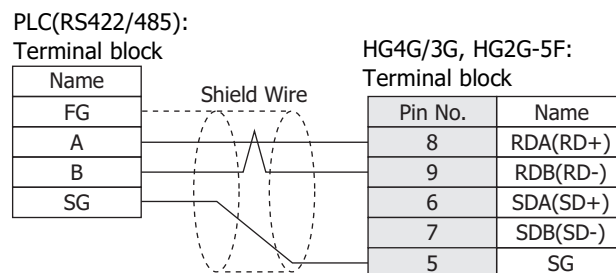 PLC(RS422/485):
Terminal block
Name
FG
A
B
SG
Shield Wire
HG4G/3G, HG2G-5F:
Terminal block
Pin No. Name
8 RDA(RD+)
9 RDB(RD-)
6 SDA(SD+)
7 SDB(SD-)
5 SG